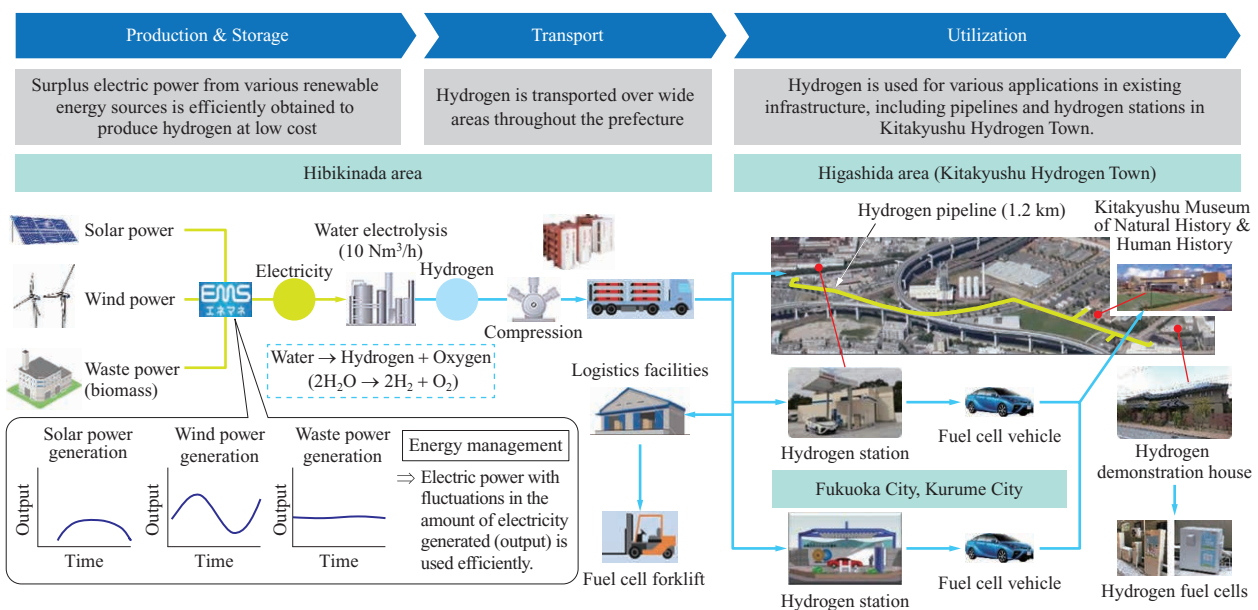 Production & Storage
Transport
Utilization
Surplus electric power from various renewable
energy sources is efficiently obtained to
produce hydrogen at low cost
Hydrogen is transported over wide
areas throughout the prefecture
Hydrogen is used for various applications in existing
infrastructure, including pipelines and hydrogen stations in
Kitakyushu Hydrogen Town.
Hibikinada area
Higashida area (Kitakyushu Hydrogen Town)
Solar power
Wind power
Waste power
(biomass)
EMS
エネマネ
Electricity
Water electrolysis
(10 Nm³/h)
Hydrogen
Compression
Water → Hydrogen + Oxygen
(2H₂O → 2H₂ + O₂)
Hydrogen pipeline (1.2 km)
Kitakyushu Museum
of Natural History &
Human History
Logistics facilities
Fuel cell forklift
Hydrogen station
Fuel cell vehicle
Hydrogen
demonstration house
Fukuoka City, Kurume City
Hydrogen station
Fuel cell vehicle
Hydrogen fuel cells
Solar power
generation
Output
Time
Wind power
generation
Output
Time
Waste power
generation
Output
Time
Energy management
⇒ Electric power with
fluctuations in the
amount of electricity
generated (output) is
used efficiently.